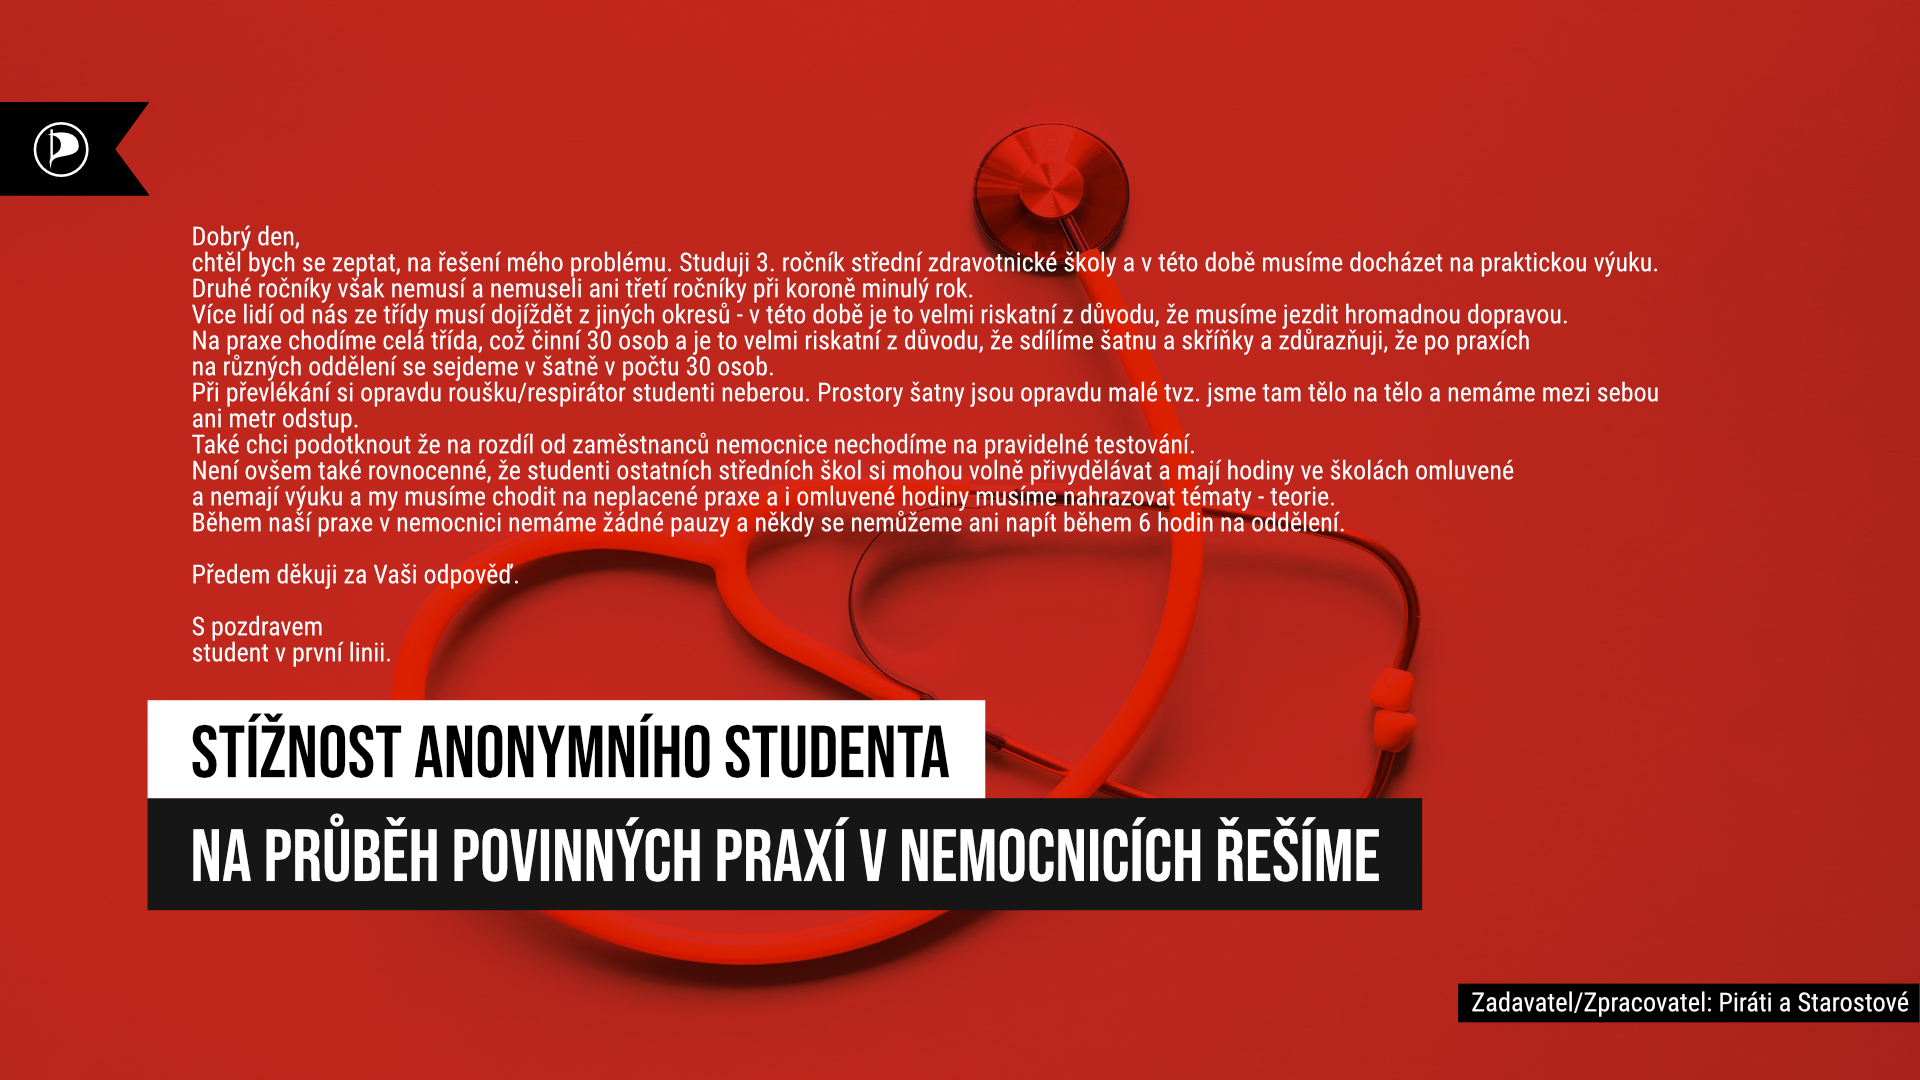 Dobrý den,
chtěl bych se zeptat, na řešení mého problému. Studuji 3. ročník střední zdravotnické školy a v této době musíme docházet na praktickou výuku.
Druhé ročníky však nemusí a nemuseli ani třetí ročníky při koroně minulý rok.
Více lidí od nás ze třídy musí dojíždět z jiných okresů - v této době je to velmi riskatní z důvodu, že musíme jezdit hromadnou dopravou.
Na praxe chodíme celá třída, což činní 30 osob a je to velmi riskatní z důvodu, že sdílíme šatnu a skříňky a zdůrazňuji, že po praxích
na různých oddělení se sejdeme v šatně v počtu 30 osob.
Při převlékání si opravdu roušku/respirátor studenti neberou. Prostory šatny jsou opravdu malé tvz. jsme tam tělo na tělo a nemáme mezi sebou
ani metr odstup.
Také chci podotknout že na rozdíl od zaměstnanců nemocnice nechodíme na pravidelné testování.
Není ovšem také rovnocenné, že studenti ostatních středních škol si mohou volně přivydělávat a mají hodiny ve školách omluvené
a nemají výuku a my musíme chodit na neplacené praxe a i omluvené hodiny musíme nahrazovat tématy - teorie.
Během naší praxe v nemocnici nemáme žádné pauzy a někdy se nemůžeme ani napít během 6 hodin na oddělení.
Předem děkuji za Vaši odpověď.
S pozdravem
student v první linii.
STÍŽNOST ANONYMNÍHO STUDENTA
NA PRŮBĚH POVINNÝCH PRAXÍ V NEMOCNICÍCH ŘEŠÍME
Zadavatel/Zpracovatel: Piráti a Starostové